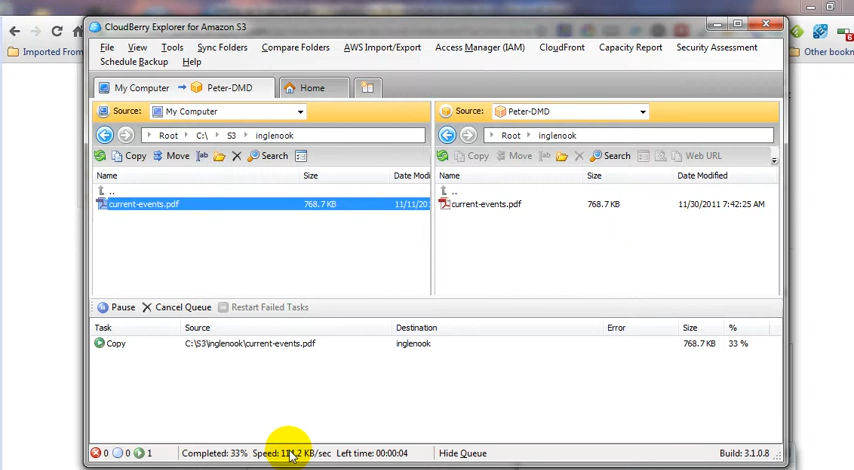 CloudBerry Explorer for Amazon S3
File View Tools Sync Folders Compare Folders AWS Import/Export Access Manager (IAM) CloudFront Capacity Report Security Assessment
Imported From
Other bookm
Schedule Backup Help
My Computer Peter-DMD Home
Source: My Computer
Source: Peter-DMD
Root C:\ S3 inglenook
Root inglenook
Copy Move Search
Copy Move Search Web URL
Name Size Date Modi
Name Size Date Modified
..
..
current-events.pdf 768.7 KB 11/11/201
current-events.pdf 768.7 KB 11/30/2011 7:42:25 AM
Pause Cancel Queue Restart Failed Tasks
Task Source Destination Error Size %
Copy C:\S3\inglenook\current-events.pdf inglenook 768.7 KB 33 %
0 0 1 Completed: 33% Speed: KB/sec Left time: 00:00:04 Hide Queue Build: 3.1.0.8